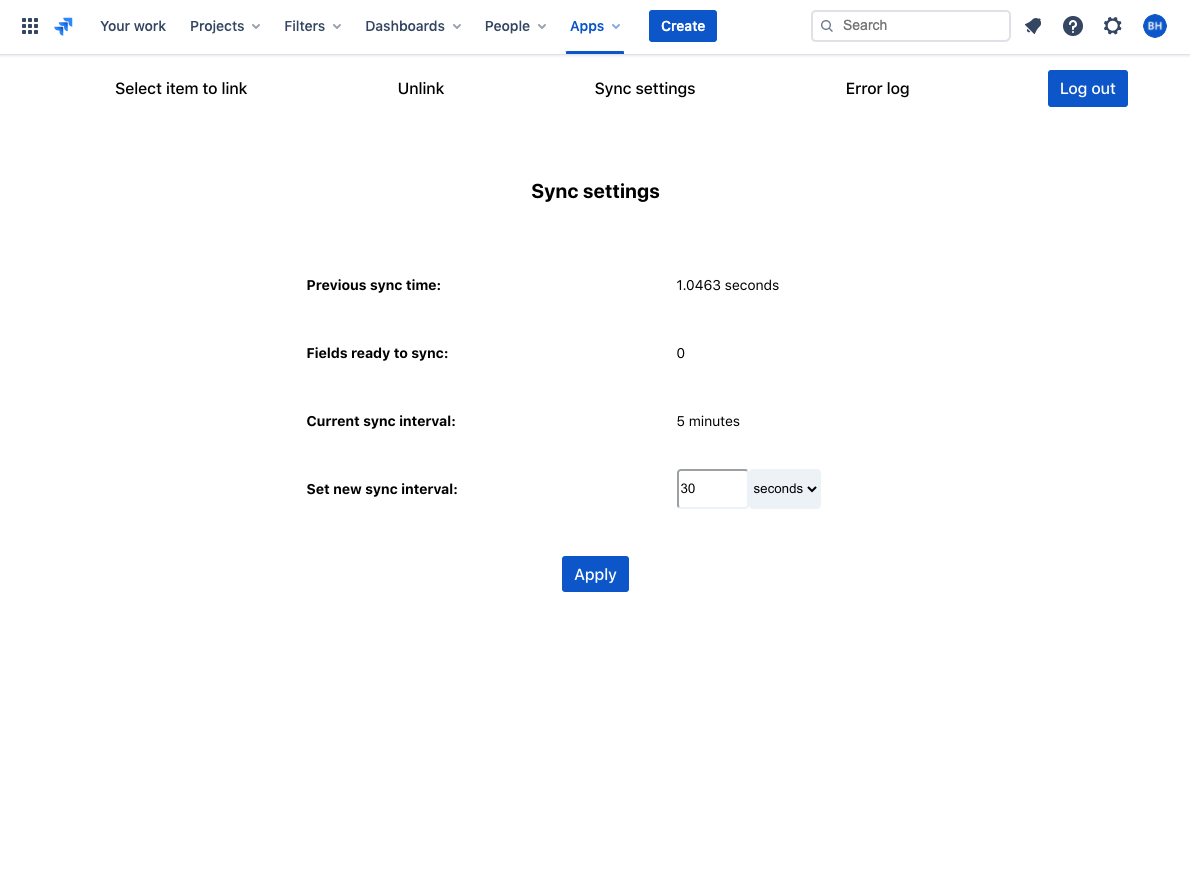 Your work Projects Filters Dashboards People Apps Create Search BH
Select item to link Unlink Sync settings Error log Log out
Sync settings
Previous sync time: 1.0463 seconds
Fields ready to sync: 0
Current sync interval: 5 minutes
Set new sync interval: 30 seconds
Apply